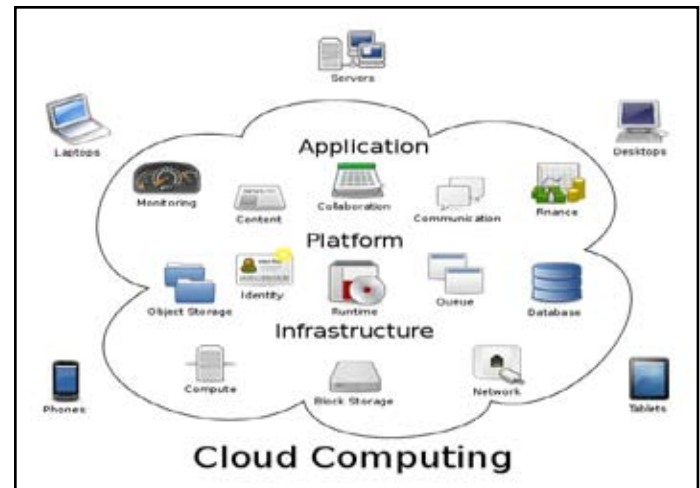 Servers
Laptops
Desktops
Application
Monitoring
Content
Collaboration
Communication
Finance
Platform
Object Storage
Identity
Runtime
Queue
Database
Infrastructure
Compute
Block Storage
Network
Phones
Tablets
Cloud Computing